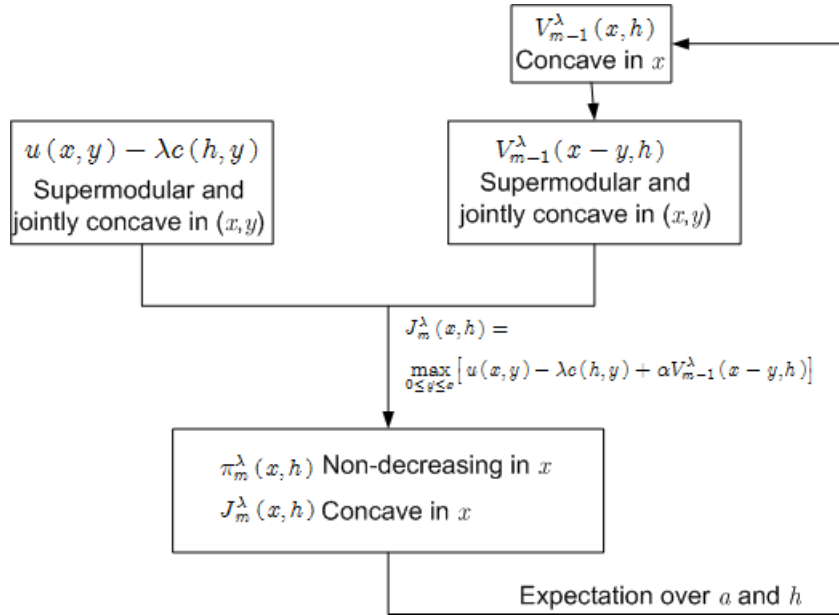 V^λ_{m−1}(x,h)
Concave in x
u(x,y) − λc(h,y)
Supermodular and
jointly concave in (x,y)
V^λ_{m−1}(x − y,h)
Supermodular and
jointly concave in (x,y)
J^λ_m(x,h) =
max_{0≤y≤x}[u(x,y) − λc(h,y) + αV^λ_{m−1}(x − y,h)]
π^λ_m(x,h) Non-decreasing in x
J^λ_m(x,h) Concave in x
Expectation over a and h